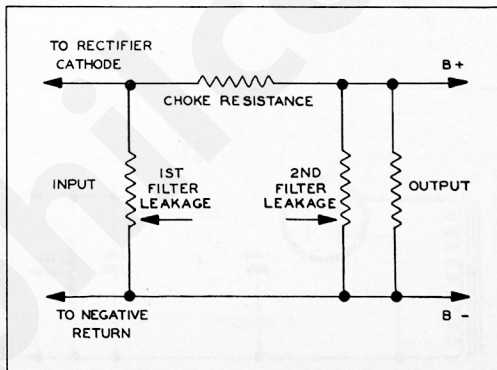 TO RECTIFIER
CATHODE
B+
CHOKE RESISTANCE
INPUT
1ST
FILTER
LEAKAGE
2ND
FILTER
LEAKAGE
OUTPUT
TO NEGATIVE
RETURN
B -